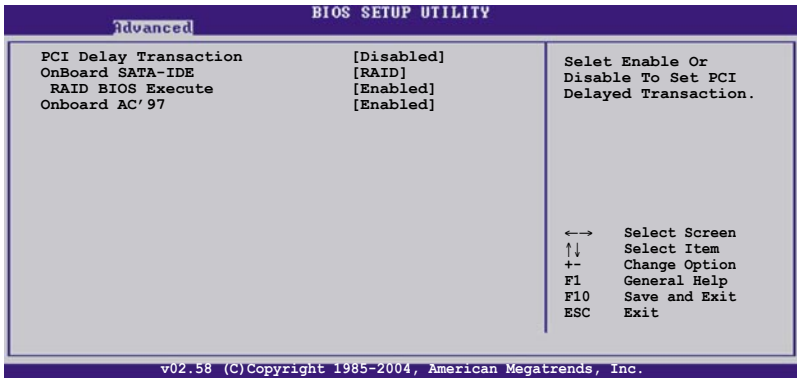 BIOS SETUP UTILITY
Advanced
PCI Delay Transaction [Disabled]
OnBoard SATA-IDE [RAID]
RAID BIOS Execute [Enabled]
Onboard AC'97 [Enabled]
Selet Enable Or
Disable To Set PCI
Delayed Transaction.
←→ Select Screen
↑↓ Select Item
+- Change Option
F1 General Help
F10 Save and Exit
ESC Exit
v02.58 (C)Copyright 1985-2004, American Megatrends, Inc.